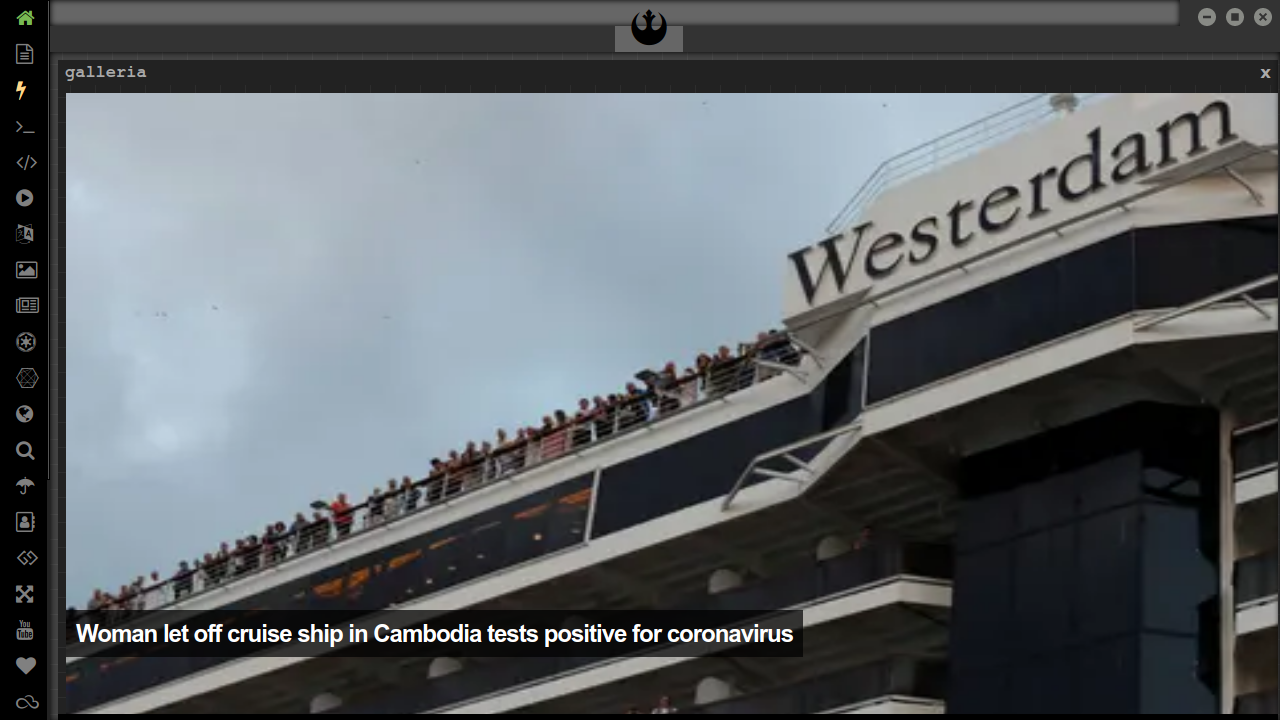 galleria
x
Westerdam
Woman let off cruise ship in Cambodia tests positive for coronavirus
You
Tube